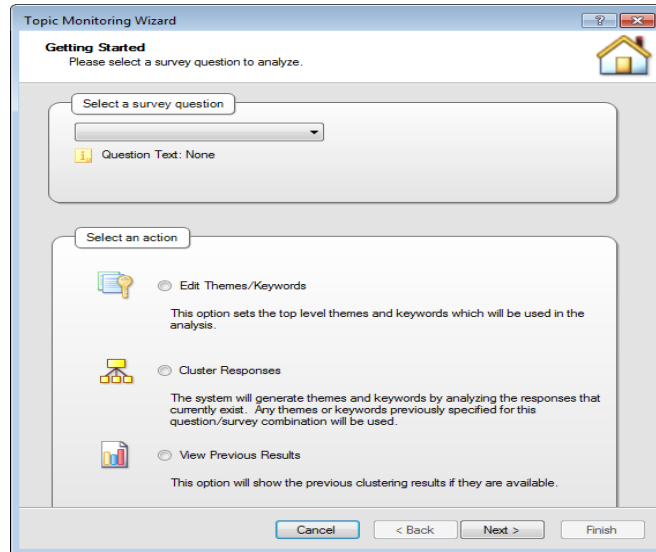 Topic Monitoring Wizard
Getting Started
Please select a survey question to analyze.
Select a survey question
Question Text: None
Select an action
Edit Themes/Keywords
This option sets the top level themes and keywords which will be used in the
analysis.
Cluster Responses
The system will generate themes and keywords by analyzing the responses that
currently exist. Any themes or keywords previously specified for this
question/survey combination will be used.
View Previous Results
This option will show the previous clustering results if they are available.
Cancel
< Back
Next >
Finish